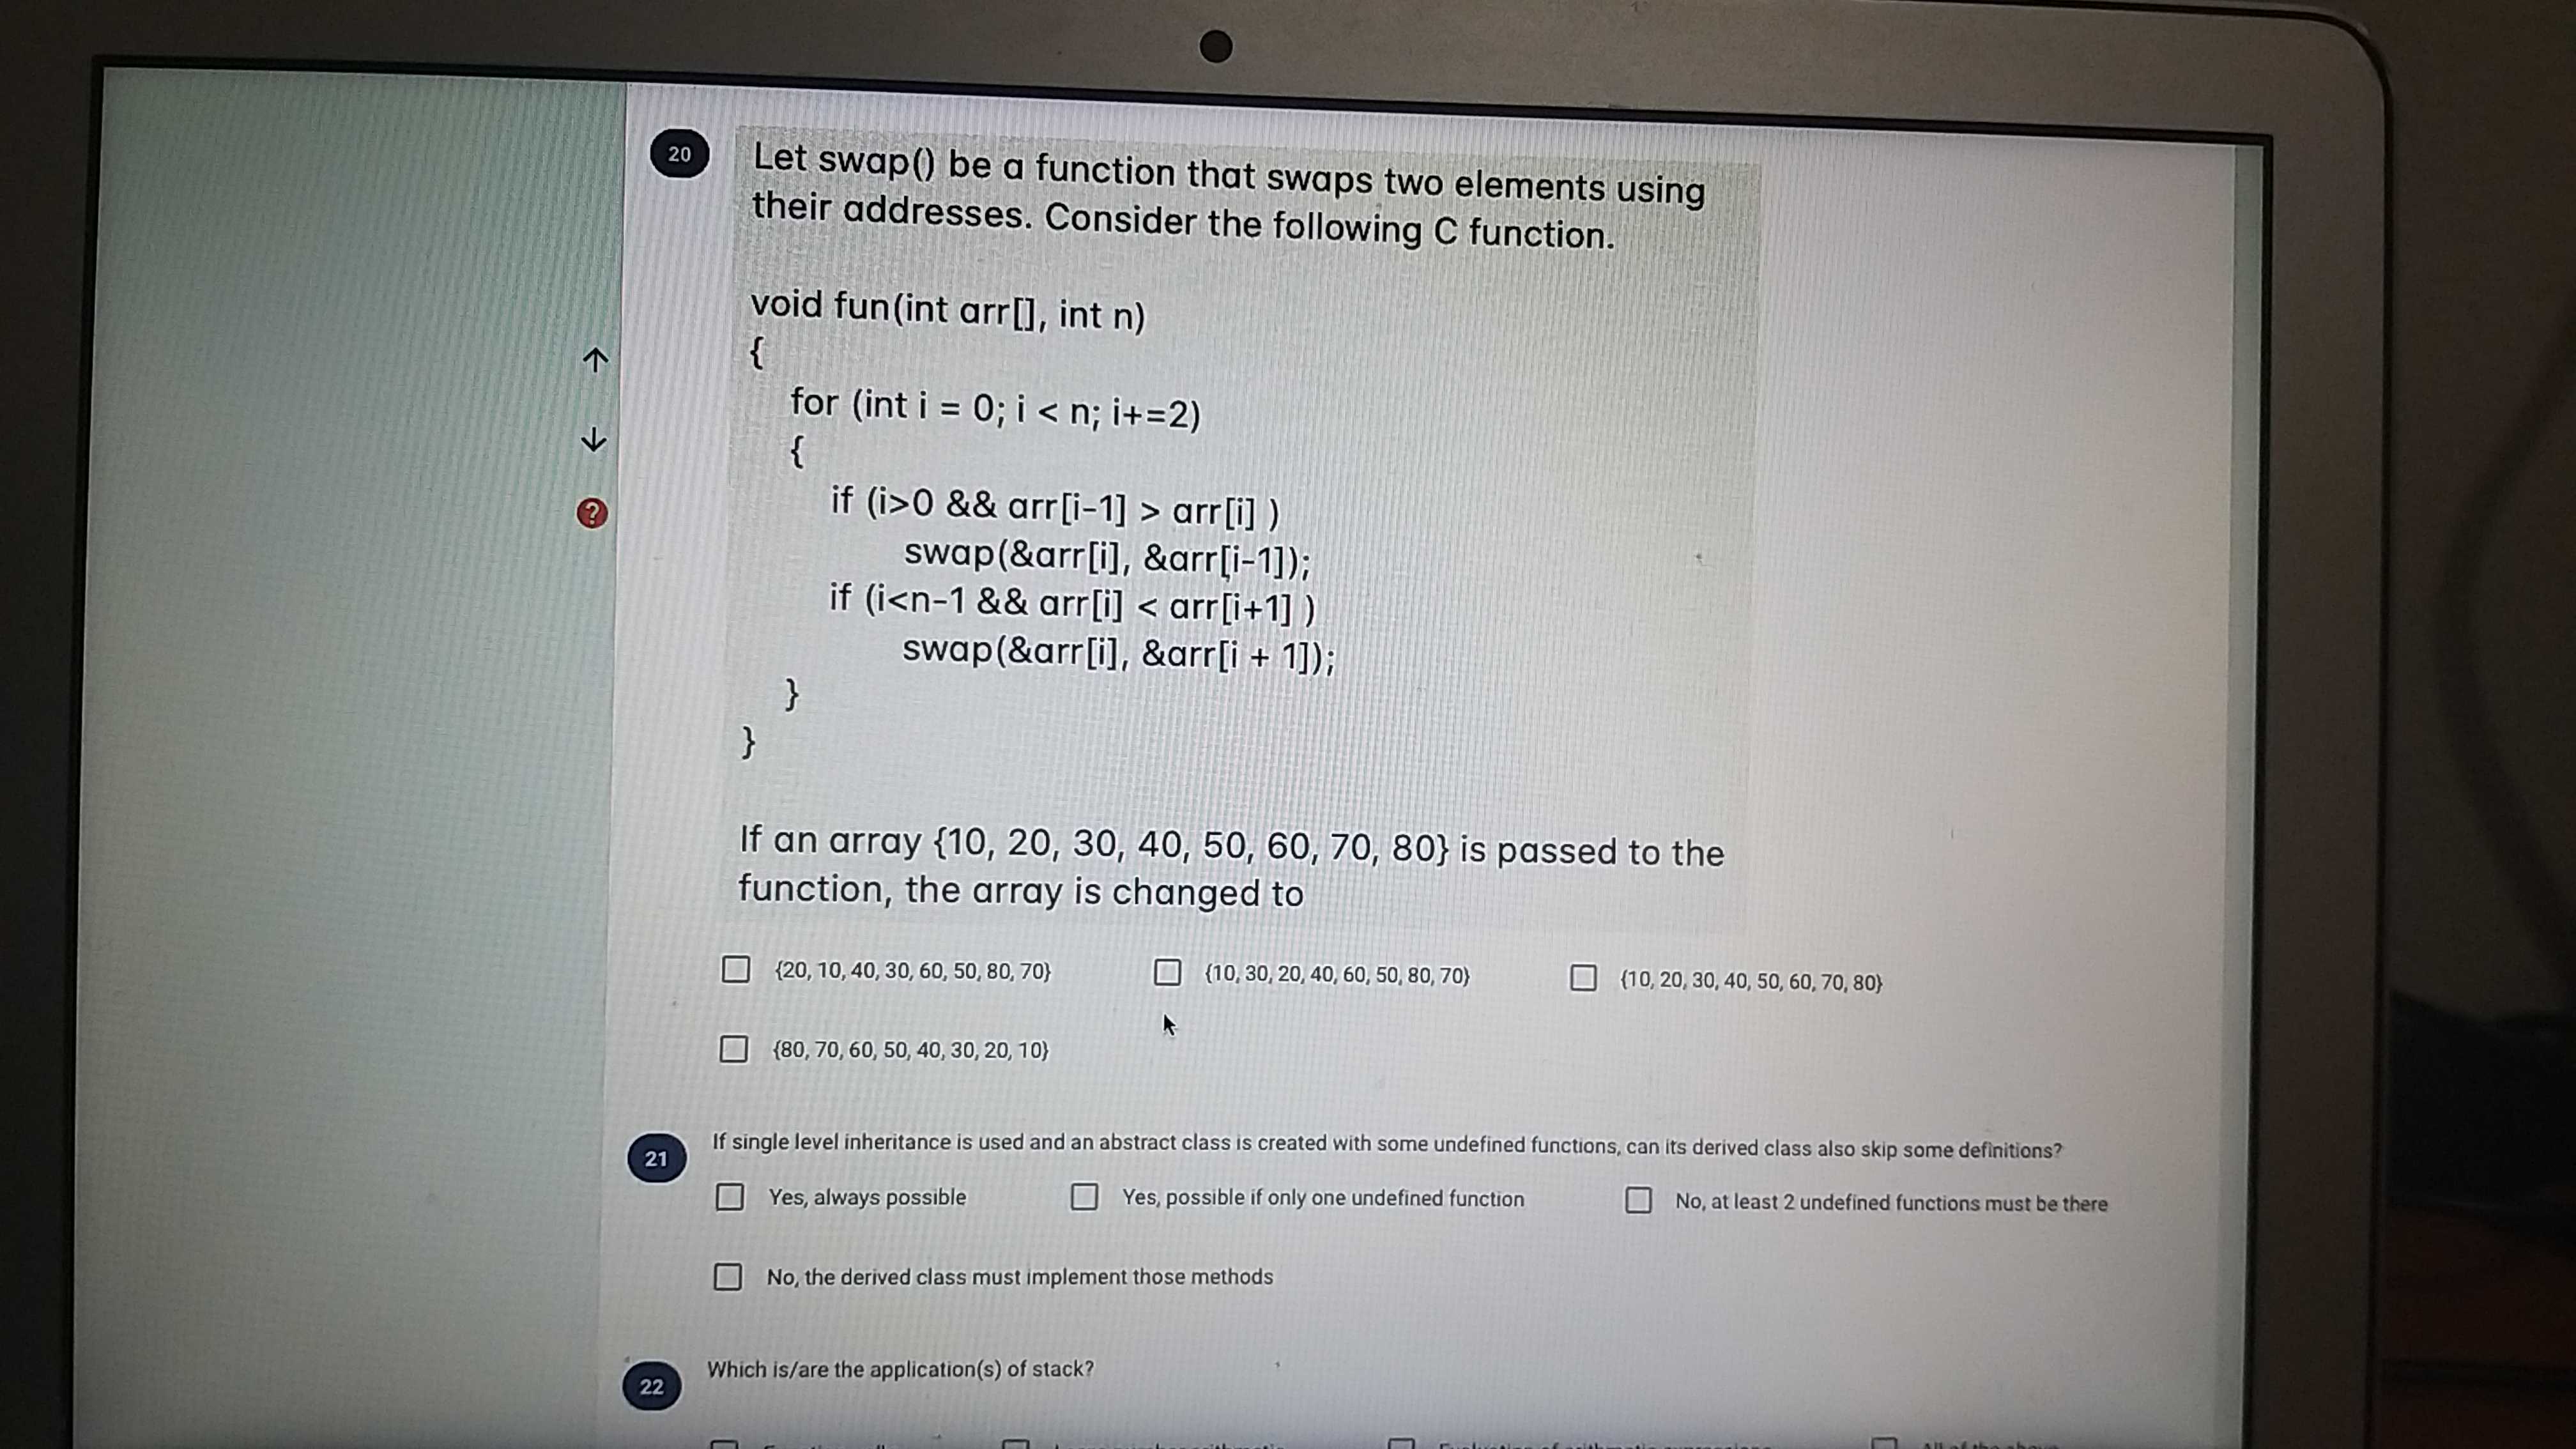 20
Let swap() be a function that swaps two elements using
their addresses. Consider the following C function.
void fun(int arr[], int n)
{
for (int i = 0; i < n; i+=2)
{
if (i>0 && arr[i-1] > arr[i] )
swap(&arr[i], &arr[i-1]);
if (i<n-1 && arr[i] < arr[i+1] )
swap(&arr[i], &arr[i + 1]);
}
}
If an array {10, 20, 30, 40, 50, 60, 70, 80} is passed to the
function, the array is changed to
{20, 10, 40, 30, 60, 50, 80, 70} {10, 30, 20, 40, 60, 50, 80, 70} {10, 20, 30, 40, 50, 60, 70, 80}
{80, 70, 60, 50, 40, 30, 20, 10}
21
If single level inheritance is used and an abstract class is created with some undefined functions, can its derived class also skip some definitions?
Yes, always possible Yes, possible if only one undefined function No, at least 2 undefined functions must be there
No, the derived class must implement those methods
22
Which is/are the application(s) of stack?